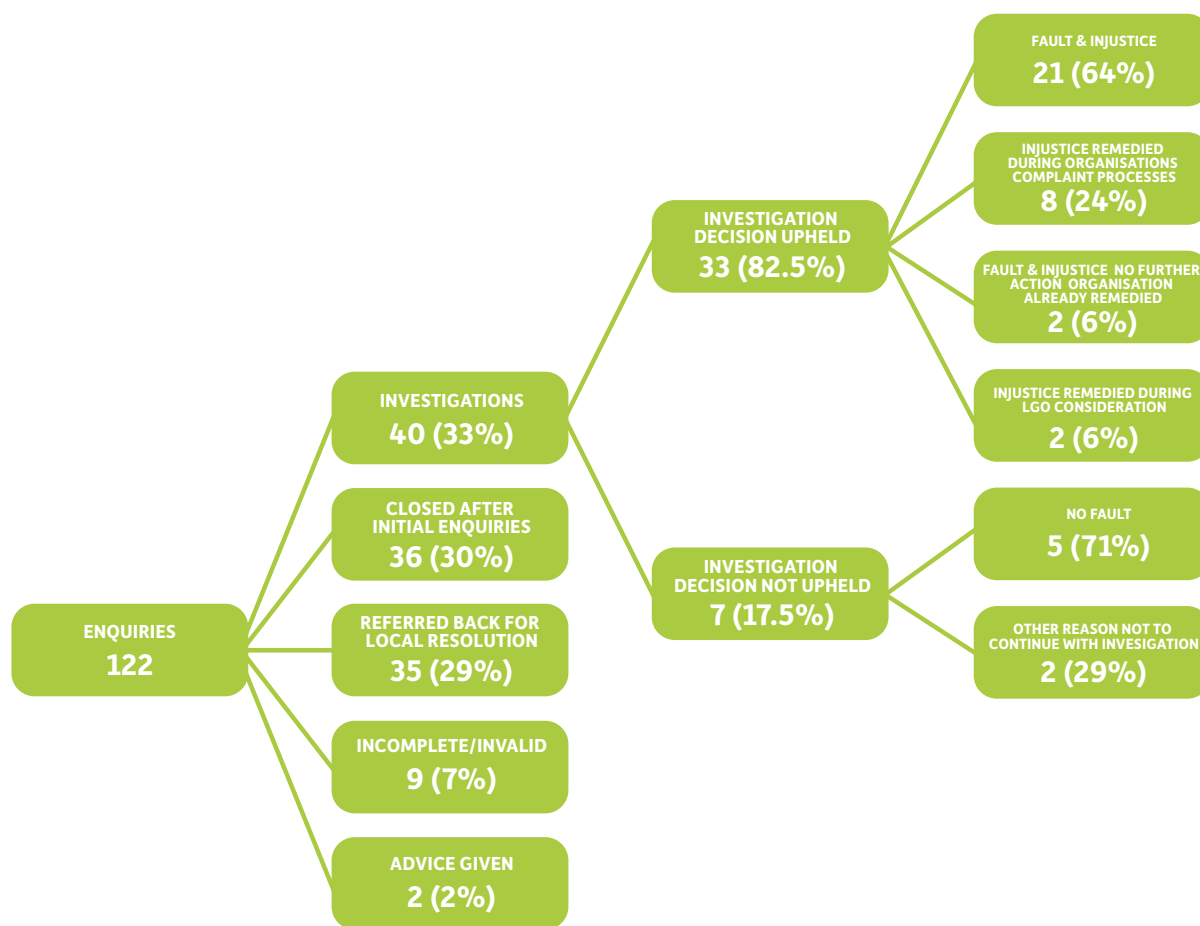 ENQUIRIES
122
INVESTIGATIONS
40 (33%)
CLOSED AFTER
INITIAL ENQUIRIES
36 (30%)
REFERRED BACK FOR
LOCAL RESOLUTION
35 (29%)
INCOMPLETE/INVALID
9 (7%)
ADVICE GIVEN
2 (2%)
INVESTIGATION
DECISION UPHELD
33 (82.5%)
INVESTIGATION
DECISION NOT UPHELD
7 (17.5%)
FAULT & INJUSTICE
21 (64%)
INJUSTICE REMEDIED
DURING ORGANISATIONS
COMPLAINT PROCESSES
8 (24%)
FAULT & INJUSTICE NO FURTHER
ACTION ORGANISATION
ALREADY REMEDIED
2 (6%)
INJUSTICE REMEDIED DURING
LGO CONSIDERATION
2 (6%)
NO FAULT
5 (71%)
OTHER REASON NOT TO
CONTINUE WITH INVESIGATION
2 (29%)